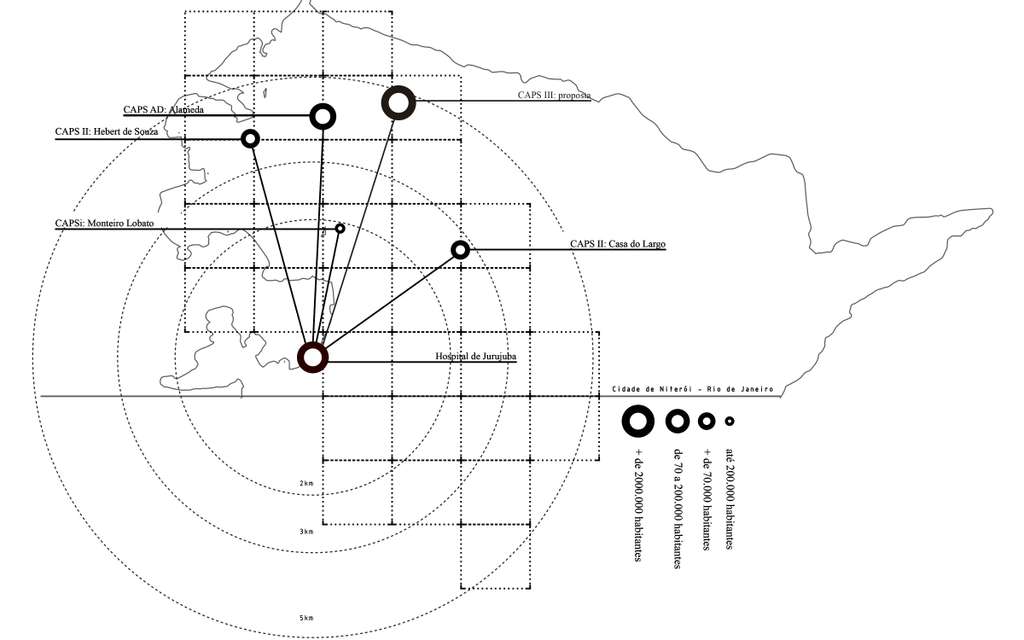 CAPS III: proposta
CAPS AD: Alameda
CAPS II: Hebert de Souza
CAPSi: Monteiro Lobato
CAPS II: Casa do Largo
Hospital de Jurujuba
Cidade de Niterói - Rio de Janeiro
+ de 2000.000 habitantes
de 70 a 200.000 habitantes
+ de 70.000 habitantes
até 200.000 habitantes
2km
3km
5km